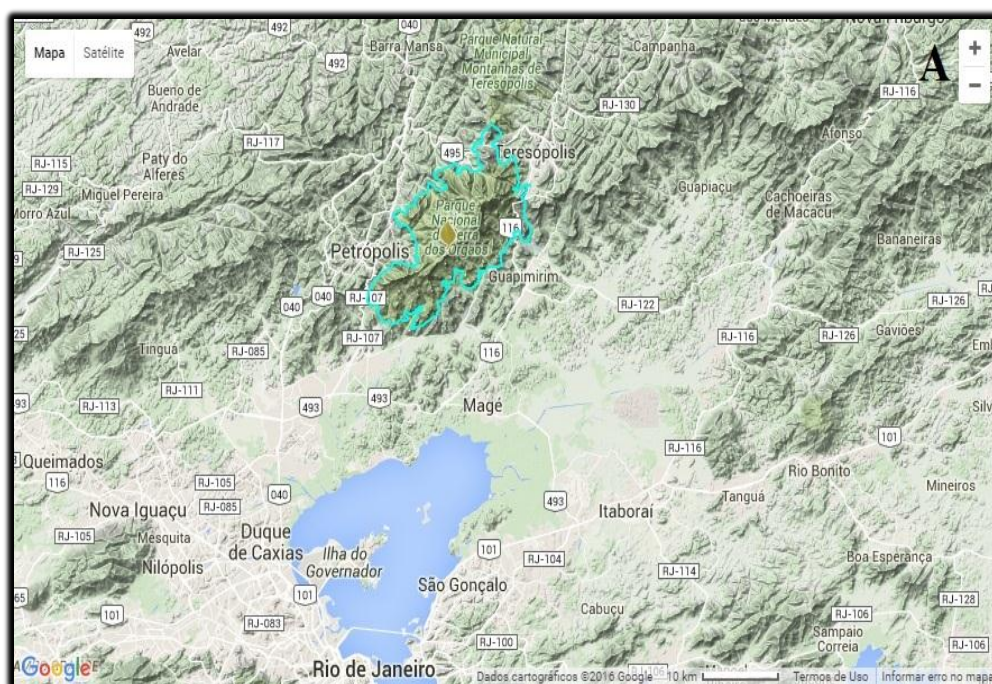 040
492
Avelar
492
Barra Mansa
492
Parque Natural
Municipal
Montanhas de
Teresópolis
Campanha
Mapa
Satélite
A
+
−
Bueno de
Andrade
RJ-130
RJ-116
RJ-117
Afonso
RJ-115
Paty do
Alferes
495
Teresópolis
RJ-129
Miguel Pereira
Morro Azul
Guapiaçu
Cachoeiras
de Macacu
Parque
Nacional
da Serra
dos Órgãos
116
RJ-125
Petrópolis
Bananeiras
Guapimirim
040
040
RJ-107
RJ-122
RJ-126
RJ-107
RJ-116
RJ-126
Gaviões
Tinguá
RJ-085
116
RJ-111
493
RJ-113
493
493
Magé
101
Queimados
RJ-116
Rio Bonito
116
RJ-105
040
493
Tanguá
Mineiros
Nova Iguaçu
RJ-085
Itaboraí
RJ-105
Mesquita
Duque
de Caxias
Nilópolis
Ilha do
Governador
101
RJ-104
Boa Esperança
São Gonçalo
RJ-114
101
101
RJ-083
Cabuçu
RJ-128
RJ-106
RJ-100
Sampaio
Correia
RJ-106
Google
Rio de Janeiro
RJ-106
Dados cartográficos ©2016 Google
10 km
Termos de Uso
Informar erro no mapa